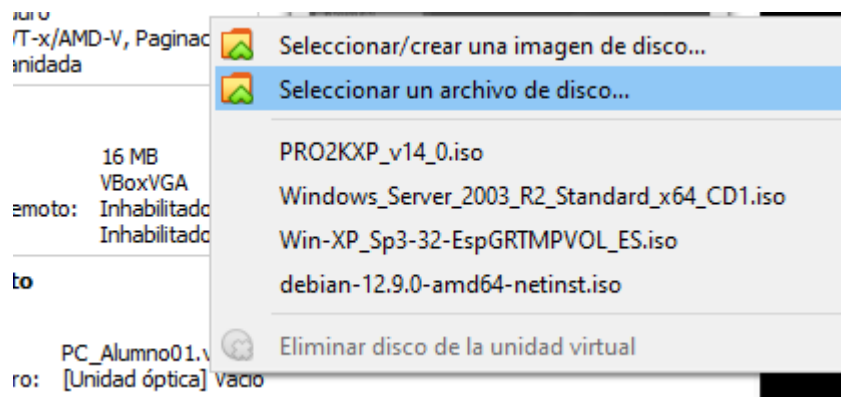 /T-x/AMD-V, Paginac
anidada
Seleccionar/crear una imagen de disco...
Seleccionar un archivo de disco...
PRO2KXP_v14_0.iso
Windows_Server_2003_R2_Standard_x64_CD1.iso
Win-XP_Sp3-32-EspGRTMPVOL_ES.iso
debian-12.9.0-amd64-netinst.iso
Eliminar disco de la unidad virtual
16 MB
VBoxVGA
emoto: Inhabilitado
Inhabilitado
to
PC_Alumno01.v
ro: [Unidad óptica] Vacío